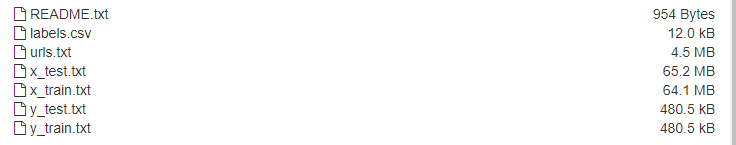 README.txt 954 Bytes
labels.csv 12.0 kB
urls.txt 4.5 MB
x_test.txt 65.2 MB
x_train.txt 64.1 MB
y_test.txt 480.5 kB
y_train.txt 480.5 kB